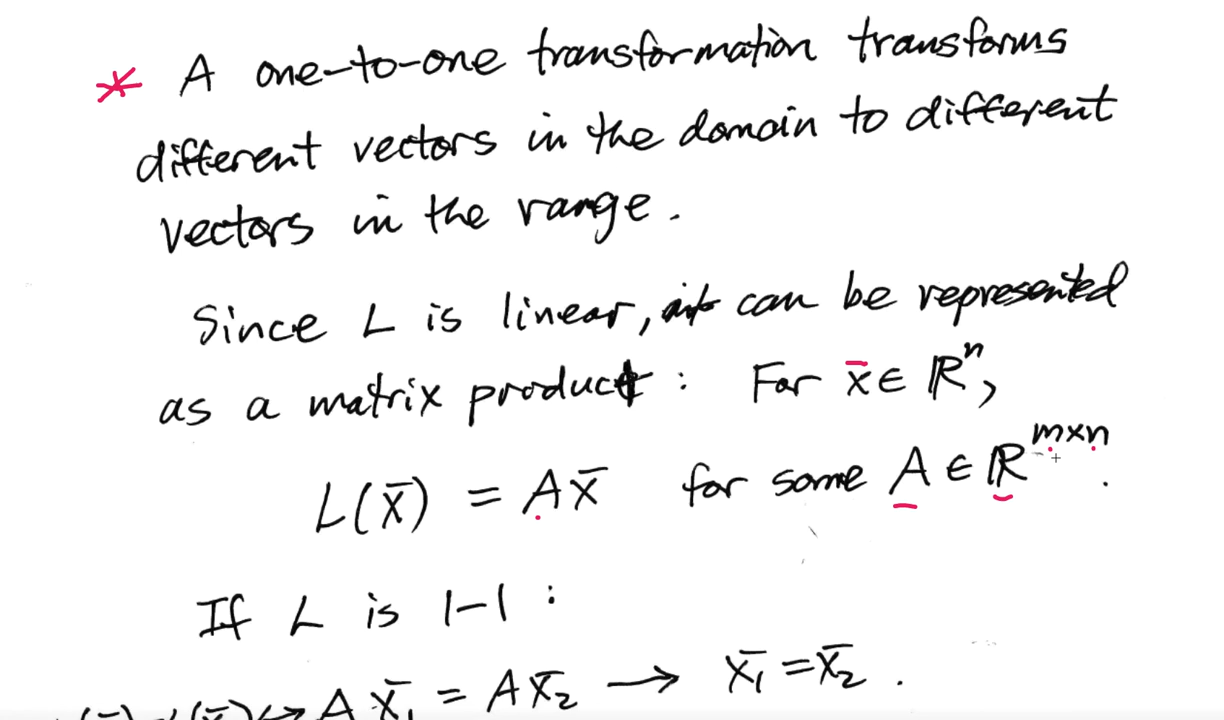 * A one-to-one transformation transforms
different vectors in the domain to different
vectors in the range.
Since L is linear, it can be represented
as a matrix product: For x̄ ∈ ℝⁿ,
L(x̄) = Ax̄ for some A ∈ ℝ^{m×n}.
If L is 1-1:
↔ Ax̄₁ = Ax̄₂ → x̄₁ = x̄₂.